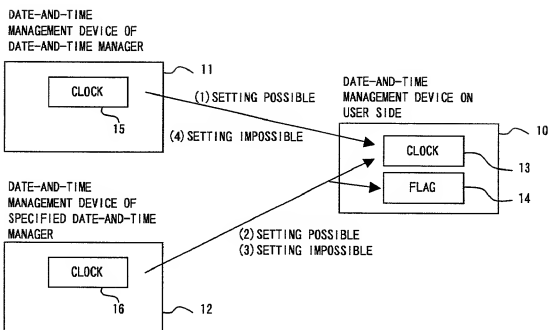 DATE-AND-TIME
MANAGEMENT DEVICE OF
DATE-AND-TIME MANAGER
11
CLOCK
15
(1) SETTING POSSIBLE
(4) SETTING IMPOSSIBLE
DATE-AND-TIME
MANAGEMENT DEVICE ON
USER SIDE
10
CLOCK
13
FLAG
14
DATE-AND-TIME
MANAGEMENT DEVICE OF
SPECIFIED DATE-AND-TIME
MANAGER
(2) SETTING POSSIBLE
(3) SETTING IMPOSSIBLE
CLOCK
16
12